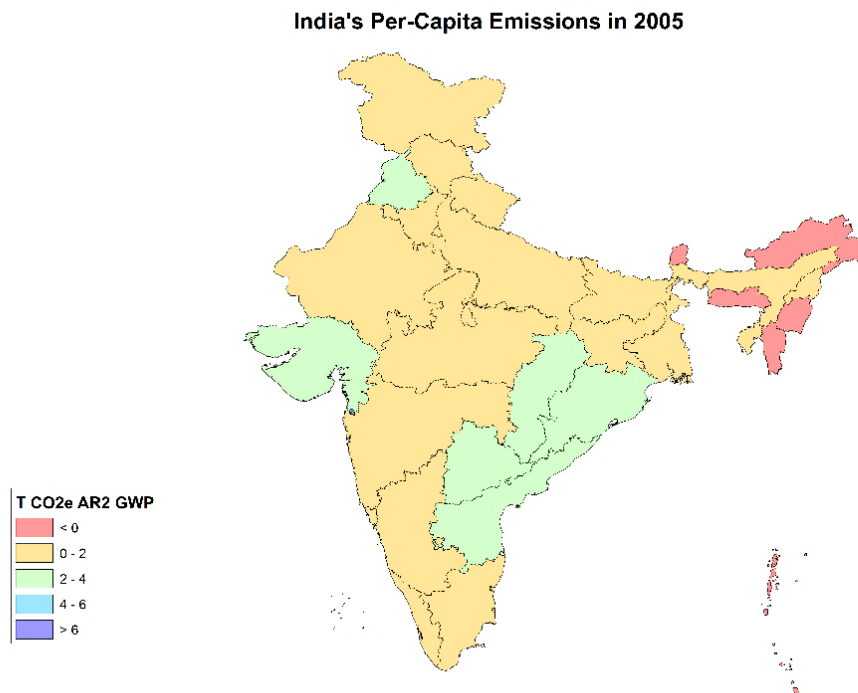 India's Per-Capita Emissions in 2005
T CO2e AR2 GWP
< 0
0 - 2
2 - 4
4 - 6
> 6